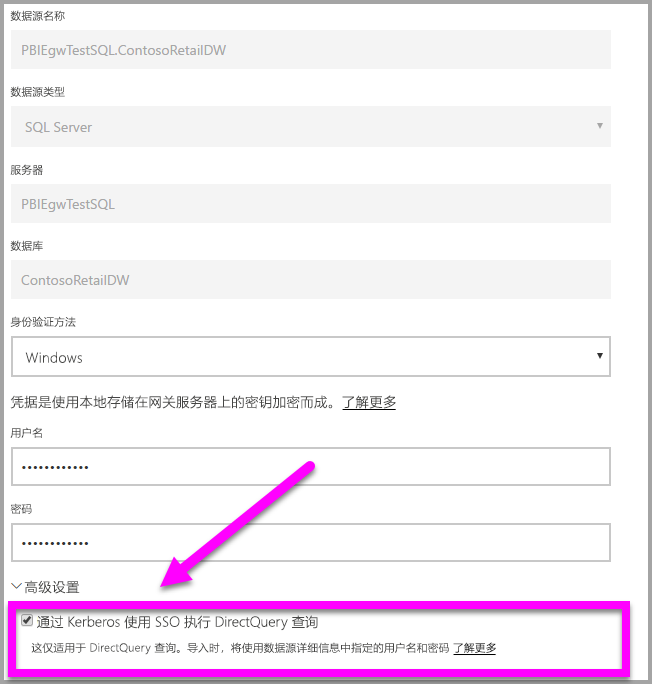 数据源名称
PBIEgwTestSQL.ContosoRetailDW
数据源类型
SQL Server
服务器
PBIEgwTestSQL
数据库
ContosoRetailDW
身份验证方法
Windows
凭据是使用本地存储在网关服务器上的密钥加密而成。了解更多
用户名
••••••••••••
密码
••••••••••••
高级设置
通过 Kerberos 使用 SSO 执行 DirectQuery 查询
这仅适用于 DirectQuery 查询。导入时，将使用数据源详细信息中指定的用户名和密码 了解更多